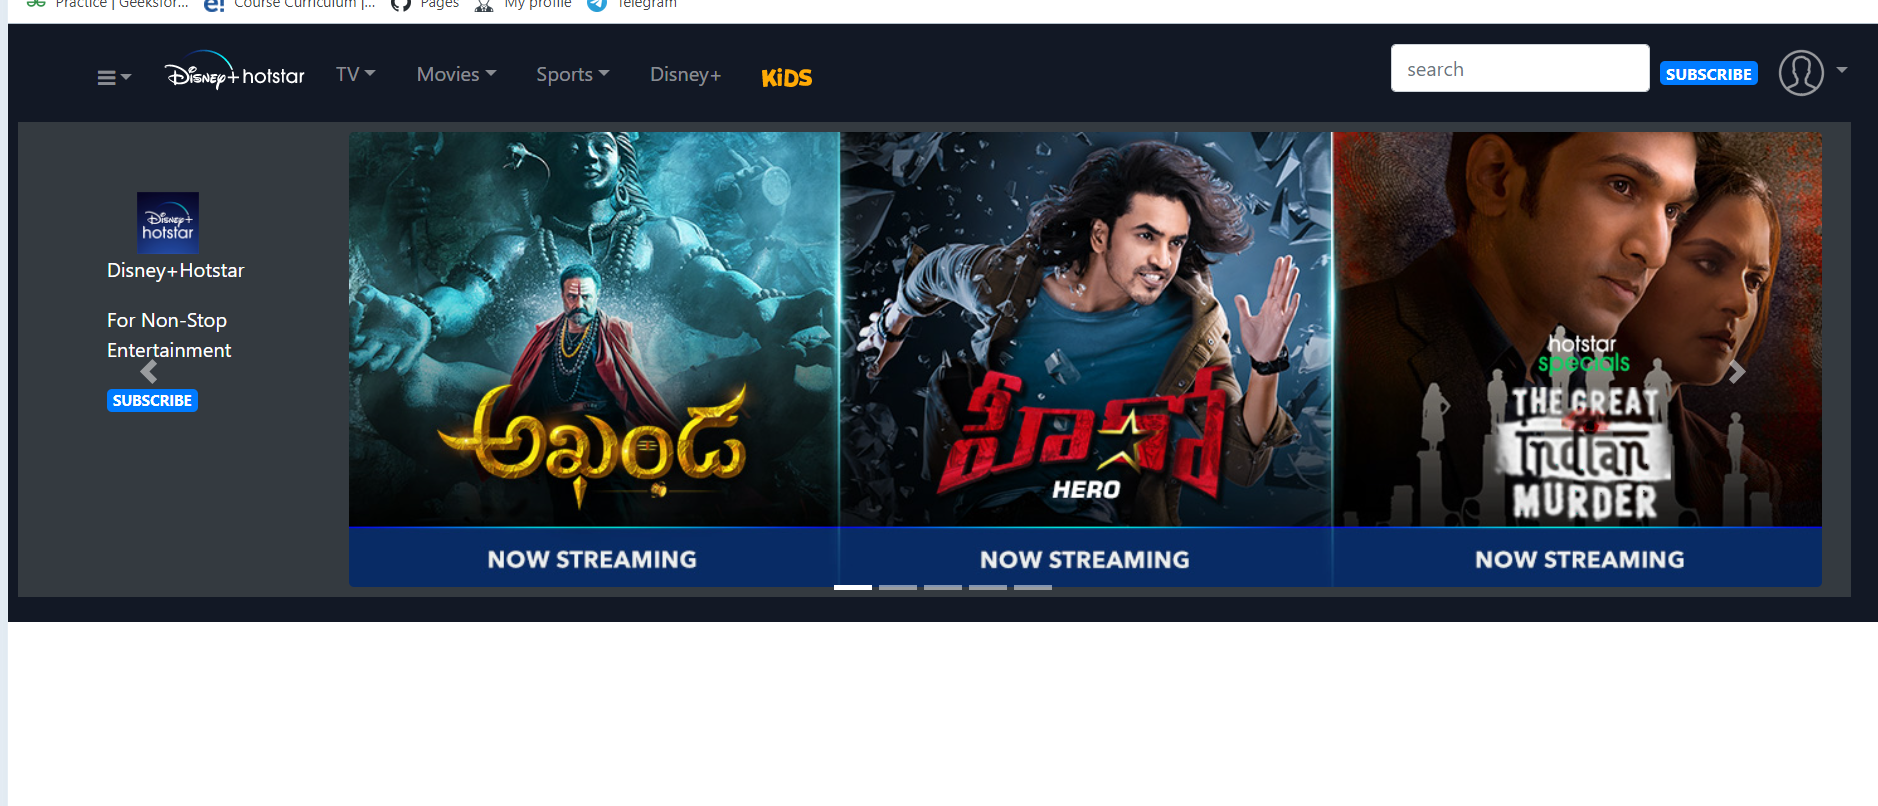 Practice | Geeksfor...
Course Curriculum |...
Pages
My profile
Telegram
Disney+ hotstar
TV
Movies
Sports
Disney+
KiDS
search
SUBSCRIBE
Disney+
hotstar
Disney+Hotstar
For Non-Stop
Entertainment
SUBSCRIBE
అఖండ
NOW STREAMING
హీరో
HERO
NOW STREAMING
hotstar
specials
THE GREAT
Indian
MURDER
NOW STREAMING